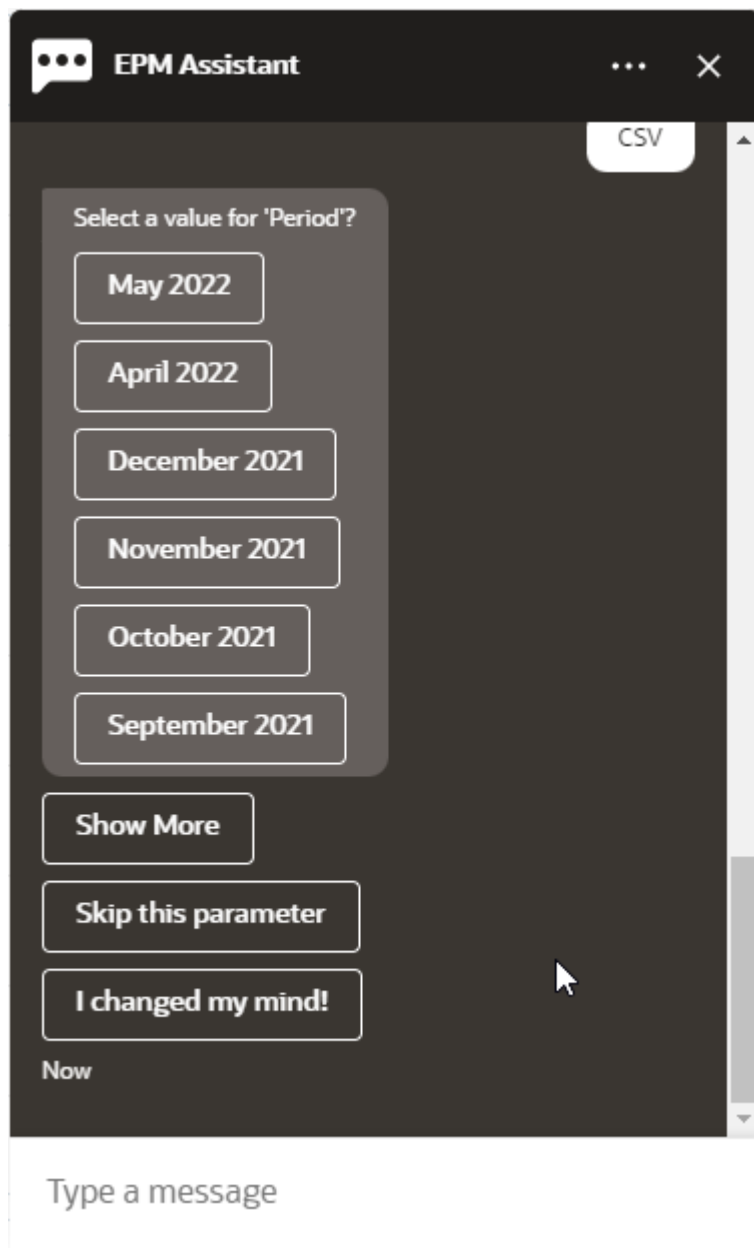 EPM Assistant
CSV
Select a value for 'Period'?
May 2022
April 2022
December 2021
November 2021
October 2021
September 2021
Show More
Skip this parameter
I changed my mind!
Now
Type a message